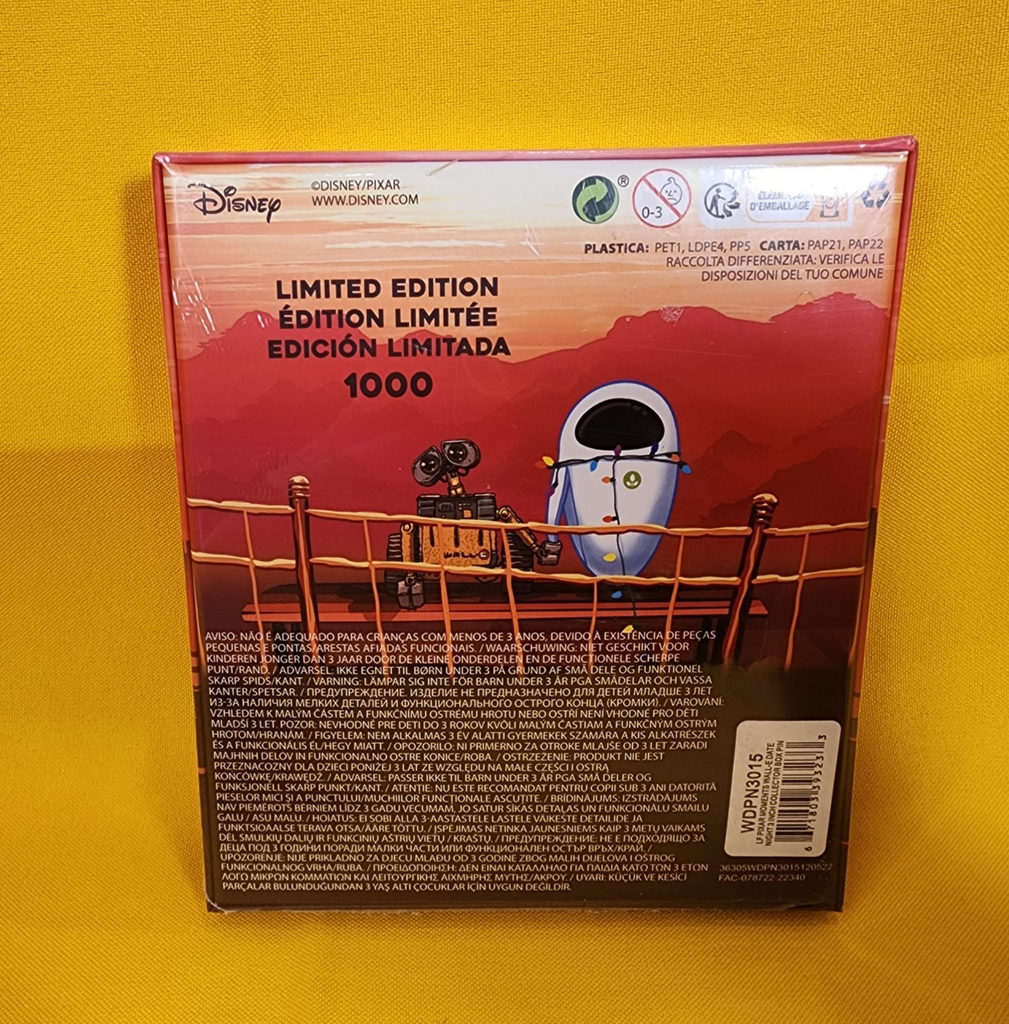 Disney
©DISNEY/PIXAR
WWW.DISNEY.COM
®
0-3
D'EMBALLAGE
PLASTICA: PET1, LDPE4, PP5 CARTA: PAP21, PAP22
RACCOLTA DIFFERENZIATA: VERIFICA LE
DISPOSIZIONI DEL TUO COMUNE
LIMITED EDITION
ÉDITION LIMITÉE
EDICIÓN LIMITADA
1000
WALL·E
AVISO: NÃO É ADEQUADO PARA CRIANÇAS COM MENOS DE 3 ANOS, DEVIDO À EXISTÊNCIA DE PEÇAS
PEQUENAS E PONTAS/ARESTAS AFIADAS FUNCIONAIS. / WAARSCHUWING: NIET GESCHIKT VOOR
KINDEREN JONGER DAN 3 JAAR DOOR DE KLEINE ONDERDELEN EN DE FUNCTIONELE SCHERPE
PUNT/RAND. / ADVARSEL: IKKE EGNET TIL BØRN UNDER 3 PÅ GRUND AF SMÅ DELE OG FUNKTIONEL
SKARP SPIDS/KANT. / VARNING: LÄMPAR SIG INTE FÖR BARN UNDER 3 ÅR PGA SMÅDELAR OCH VASSA
KANTER/SPETSAR. / ПРЕДУПРЕЖДЕНИЕ. ИЗДЕЛИЕ НЕ ПРЕДНАЗНАЧЕНО ДЛЯ ДЕТЕЙ МЛАДШЕ 3 ЛЕТ
ИЗ-ЗА НАЛИЧИЯ МЕЛКИХ ДЕТАЛЕЙ И ФУНКЦИОНАЛЬНОГО ОСТРОГО КОНЦА (КРОМКИ). / VAROVÁNÍ:
VZHLEDEM K MALÝM ČÁSTEM A FUNKČNÍMU OSTRÉMU HROTU NEBO OSTŘÍ NENÍ VHODNÉ PRO DĚTI
MLADŠÍ 3 LET. POZOR: NEVHODNÉ PRE DETI DO 3 ROKOV KVÔLI MALÝM ČASTIAM A FUNKČNÝM OSTRÝM
HROTOM/HRANÁM. / FIGYELEM: NEM ALKALMAS 3 ÉV ALATTI GYERMEKEK SZÁMÁRA A KIS ALKATRÉSZEK
ÉS A FUNKCIONÁLIS ÉL/HEGY MIATT. / OPOZORILO: NI PRIMERNO ZA OTROKE MLAJŠE OD 3 LET ZARADI
MAJHNIH DELOV IN FUNKCIONALNO OSTRE KONICE/ROBA. / OSTRZEŻENIE: PRODUKT NIE JEST
PRZEZNACZONY DLA DZIECI PONIŻEJ 3 LAT ZE WZGLĘDU NA MAŁE CZĘŚCI I OSTRĄ
KOŃCÓWKĘ/KRAWĘDŹ. / ADVARSEL: PASSER IKKE TIL BARN UNDER 3 ÅR PGA SMÅ DELER OG
FUNKSJONELL SKARP PUNKT/KANT. / ATENȚIE: NU ESTE RECOMANDAT PENTRU COPII SUB 3 ANI DATORITĂ
PIESELOR MICI ȘI A PUNCTULUI/MUCHIILOR FUNCȚIONALE ASCUȚITE. / BRĪDINĀJUMS: IZSTRĀDĀJUMS
NAV PIEMĒROTS BĒRNIEM LĪDZ 3 GADU VECUMAM, JO SATUR SĪKAS DETAĻAS UN FUNKCIONĀLU SMAILU
GALU / ASU MALU. / HOIATUS: EI SOBI ALLA 3-AASTASTELE LASTELE VÄIKESTE DETAILIDE JA
FUNKTSIOAALSE TERAVA OTSA/ÄÄRE TÕTTU. / ĮSPĖJIMAS NETINKA JAUNESNIEMS KAIP 3 METŲ VAIKAMS
DĖL SMULKIŲ DALIŲ IR FUNKCINIŲ AŠTRIŲ VIETŲ / KRAŠTŲ. / ПРЕДУПРЕЖДЕНИЕ: НЕ Е ПОДХОДЯЩО ЗА
ДЕЦА ПОД 3 ГОДИНИ ПОРАДИ МАЛКИ ЧАСТИ ИЛИ ФУНКЦИОНАЛЕН ОСТЪР ВРЪХ/КРАЙ. /
UPOZORENJE: NIJE PRIKLADNO ZA DJECU MLAĐU OD 3 GODINE ZBOG MALIH DIJELOVA I OŠTROG
FUNKCIONALNOG VRHA/RUBA. / ΠΡΟΕΙΔΟΠΟΙΗΣΗ: ΔΕΝ ΕΙΝΑΙ ΚΑΤΑΛΛΗΛΟ ΓΙΑ ΠΑΙΔΙΑ ΚΑΤΩ ΤΩΝ 3 ΕΤΩΝ
ΛΟΓΩ ΜΙΚΡΩΝ ΚΟΜΜΑΤΙΩΝ ΚΑΙ ΛΕΙΤΟΥΡΓΙΚΗΣ ΑΙΧΜΗΡΗΣ ΜΥΤΗΣ/ΑΚΡΟΥ. / UYARI: KÜÇÜK VE KESİCİ
PARÇALAR BULUNDUĞUNDAN 3 YAŞ ALTI ÇOCUKLAR İÇİN UYGUN DEĞİLDİR.
WDPN3015
LF PIXAR MOMENTS WALL-E DATE
NIGHT 3 INCH COLLECTOR BOX PIN
6 71803 39323 3
36305WDPN3015120522
FAC-078722-22340